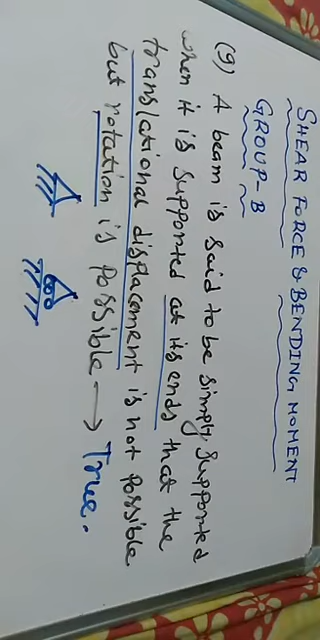 SHEAR FORCE & BENDING MOMENT
GROUP-B
(9) A beam is said to be simply supported
when it is supported at its ends that the
translational displacement is not possible
but rotation is possible → True.